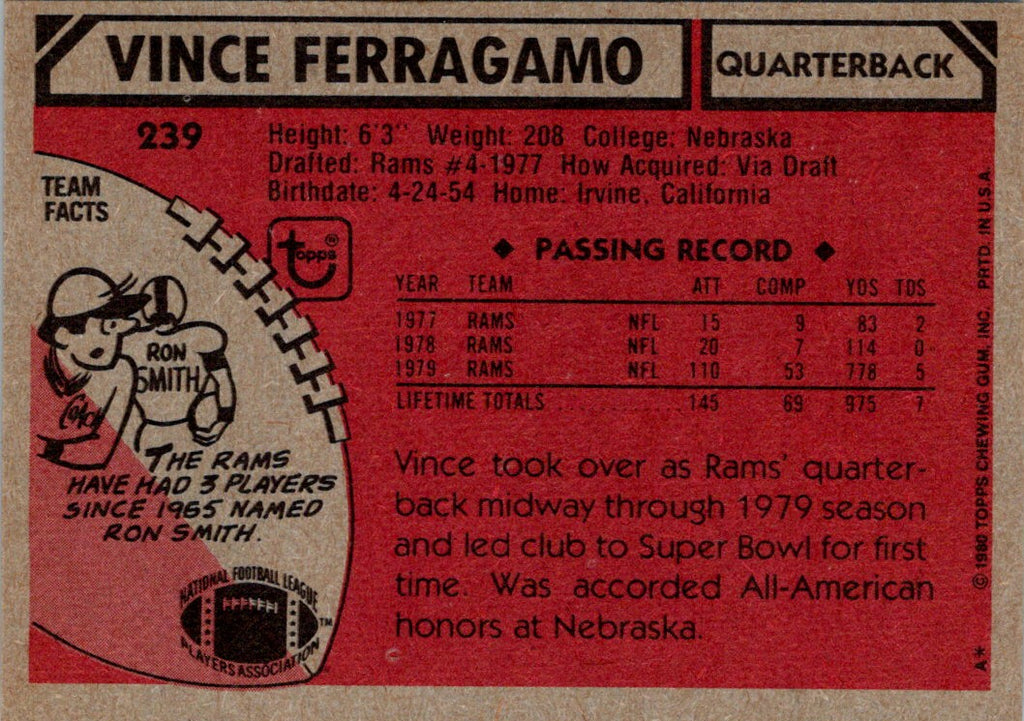 VINCE FERRAGAMO
QUARTERBACK
239
Height: 6'3" Weight: 208 College: Nebraska
Drafted: Rams #4-1977 How Acquired: Via Draft
Birthdate: 4-24-54 Home: Irvine, California
TEAM
FACTS
topps
RON
SMITH
COACH
THE RAMS
HAVE HAD 3 PLAYERS
SINCE 1965 NAMED
RON SMITH.
NATIONAL FOOTBALL LEAGUE
PLAYERS ASSOCIATION
TM
◆ PASSING RECORD ◆
YEAR TEAM ATT COMP YDS TDS
1977 RAMS NFL 15 9 83 2
1978 RAMS NFL 20 7 114 0
1979 RAMS NFL 110 53 778 5
LIFETIME TOTALS 145 69 975 7
Vince took over as Rams' quarter-
back midway through 1979 season
and led club to Super Bowl for first
time. Was accorded All-American
honors at Nebraska.
A* © 1980 TOPPS CHEWING GUM, INC. PRTD. IN U.S.A.